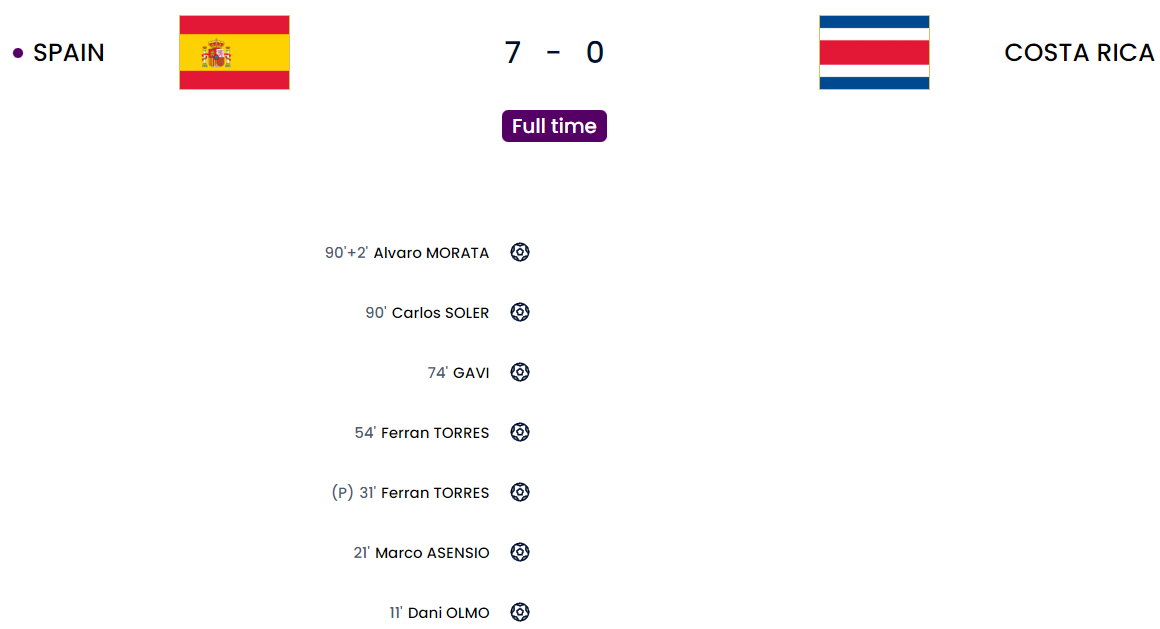 SPAIN 7 - 0 COSTA RICA
Full time
90'+2' Alvaro MORATA
90' Carlos SOLER
74' GAVI
54' Ferran TORRES
(P) 31' Ferran TORRES
21' Marco ASENSIO
11' Dani OLMO